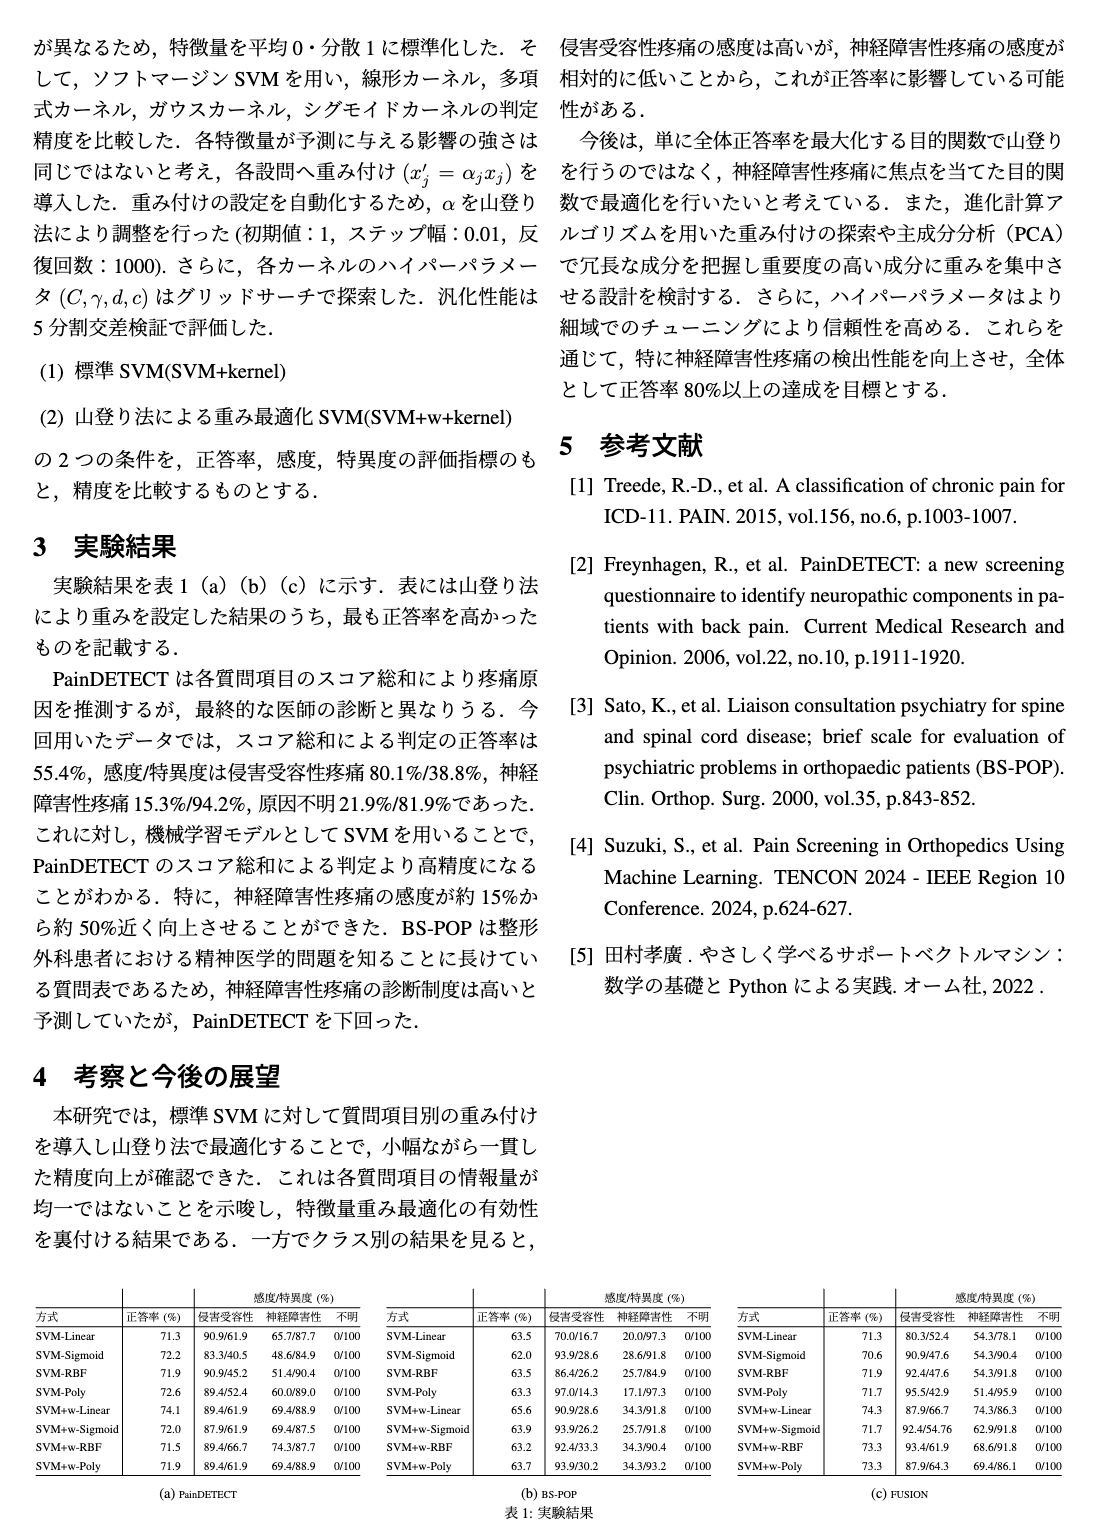 が異なるため，特徴量を平均 0・分散 1 に標準化した．そ
して，ソフトマージン SVM を用い，線形カーネル，多項
式カーネル，ガウスカーネル，シグモイドカーネルの判定
精度を比較した．各特徴量が予測に与える影響の強さは
同じではないと考え，各設問へ重み付け (x′j = αjxj) を
導入した．重み付けの設定を自動化するため，α を山登り
法により調整を行った (初期値：1，ステップ幅：0.01，反
復回数：1000). さらに，各カーネルのハイパーパラメー
タ (C, γ, d, c) はグリッドサーチで探索した．汎化性能は
5 分割交差検証で評価した．
(1) 標準 SVM(SVM+kernel)
(2) 山登り法による重み最適化 SVM(SVM+w+kernel)
の 2 つの条件を，正答率，感度，特異度の評価指標のも
と，精度を比較するものとする．
3 実験結果
実験結果を表 1（a）（b）（c）に示す．表には山登り法
により重みを設定した結果のうち，最も正答率を高かった
ものを記載する．
PainDETECT は各質問項目のスコア総和により疼痛原
因を推測するが，最終的な医師の診断と異なりうる．今
回用いたデータでは，スコア総和による判定の正答率は
55.4%，感度/特異度は侵害受容性疼痛 80.1%/38.8%，神経
障害性疼痛 15.3%/94.2%，原因不明 21.9%/81.9%であった．
これに対し，機械学習モデルとして SVM を用いることで，
PainDETECT のスコア総和による判定より高精度になる
ことがわかる．特に，神経障害性疼痛の感度が約 15%か
ら約 50%近く向上させることができた．BS-POP は整形
外科患者における精神医学的問題を知ることに長けてい
る質問表であるため，神経障害性疼痛の診断制度は高いと
予測していたが，PainDETECT を下回った．
4 考察と今後の展望
本研究では，標準 SVM に対して質問項目別の重み付け
を導入し山登り法で最適化することで，小幅ながら一貫し
た精度向上が確認できた．これは各質問項目の情報量が
均一ではないことを示唆し，特徴量重み最適化の有効性
を裏付ける結果である．一方でクラス別の結果を見ると，
侵害受容性疼痛の感度は高いが，神経障害性疼痛の感度が
相対的に低いことから，これが正答率に影響している可能
性がある．
今後は，単に全体正答率を最大化する目的関数で山登り
を行うのではなく，神経障害性疼痛に焦点を当てた目的関
数で最適化を行いたいと考えている．また，進化計算ア
ルゴリズムを用いた重み付けの探索や主成分分析（PCA）
で冗長な成分を把握し重要度の高い成分に重みを集中さ
せる設計を検討する．さらに，ハイパーパラメータはより
細域でのチューニングにより信頼性を高める．これらを
通じて，特に神経障害性疼痛の検出性能を向上させ，全体
として正答率 80%以上の達成を目標とする．
5 参考文献
[1] Treede, R.-D., et al. A classification of chronic pain for
ICD-11. PAIN. 2015, vol.156, no.6, p.1003-1007.
[2] Freynhagen, R., et al. PainDETECT: a new screening
questionnaire to identify neuropathic components in pa-
tients with back pain. Current Medical Research and
Opinion. 2006, vol.22, no.10, p.1911-1920.
[3] Sato, K., et al. Liaison consultation psychiatry for spine
and spinal cord disease; brief scale for evaluation of
psychiatric problems in orthopaedic patients (BS-POP).
Clin. Orthop. Surg. 2000, vol.35, p.843-852.
[4] Suzuki, S., et al. Pain Screening in Orthopedics Using
Machine Learning. TENCON 2024 - IEEE Region 10
Conference. 2024, p.624-627.
[5] 田村孝廣 . やさしく学べるサポートベクトルマシン：
数学の基礎と Python による実践. オーム社, 2022 .
感度/特異度 (%)
方式 正答率 (%) 侵害受容性 神経障害性 不明
SVM-Linear 71.3 90.9/61.9 65.7/87.7 0/100
SVM-Sigmoid 72.2 83.3/40.5 48.6/84.9 0/100
SVM-RBF 71.9 90.9/45.2 51.4/90.4 0/100
SVM-Poly 72.6 89.4/52.4 60.0/89.0 0/100
SVM+w-Linear 74.1 89.4/61.9 69.4/88.9 0/100
SVM+w-Sigmoid 72.0 87.9/61.9 69.4/87.5 0/100
SVM+w-RBF 71.5 89.4/66.7 74.3/87.7 0/100
SVM+w-Poly 71.9 89.4/61.9 69.4/88.9 0/100
(a) PainDETECT
感度/特異度 (%)
方式 正答率 (%) 侵害受容性 神経障害性 不明
SVM-Linear 63.5 70.0/16.7 20.0/97.3 0/100
SVM-Sigmoid 62.0 93.9/28.6 28.6/91.8 0/100
SVM-RBF 63.5 86.4/26.2 25.7/84.9 0/100
SVM-Poly 63.3 97.0/14.3 17.1/97.3 0/100
SVM+w-Linear 65.6 90.9/28.6 34.3/91.8 0/100
SVM+w-Sigmoid 63.9 93.9/26.2 25.7/91.8 0/100
SVM+w-RBF 63.2 92.4/33.3 34.3/90.4 0/100
SVM+w-Poly 63.7 93.9/30.2 34.3/93.2 0/100
(b) BS-POP
感度/特異度 (%)
方式 正答率 (%) 侵害受容性 神経障害性 不明
SVM-Linear 71.3 80.3/52.4 54.3/78.1 0/100
SVM-Sigmoid 70.6 90.9/47.6 54.3/90.4 0/100
SVM-RBF 71.9 92.4/47.6 54.3/91.8 0/100
SVM-Poly 71.7 95.5/42.9 51.4/95.9 0/100
SVM+w-Linear 74.3 87.9/66.7 74.3/86.3 0/100
SVM+w-Sigmoid 71.7 92.4/54.76 62.9/91.8 0/100
SVM+w-RBF 73.3 93.4/61.9 68.6/91.8 0/100
SVM+w-Poly 73.3 87.9/64.3 69.4/86.1 0/100
(c) FUSION
表 1: 実験結果